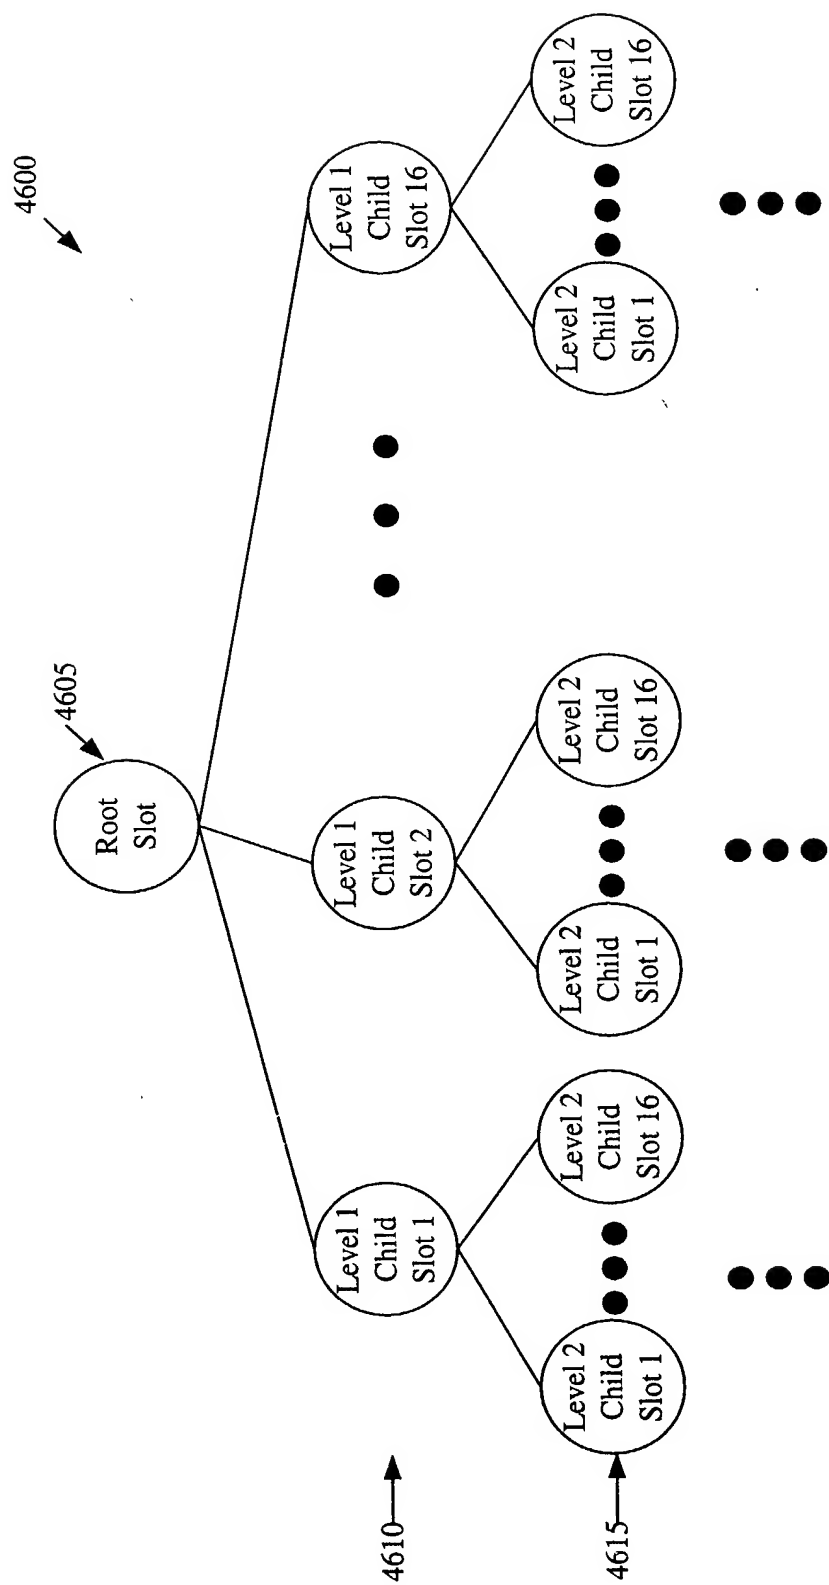 4600
4605
Root
Slot
4610
Level 1
Child
Slot 1
Level 1
Child
Slot 2
Level 1
Child
Slot 16
4615
Level 2
Child
Slot 1
Level 2
Child
Slot 16
Level 2
Child
Slot 1
Level 2
Child
Slot 16
Level 2
Child
Slot 1
Level 2
Child
Slot 16